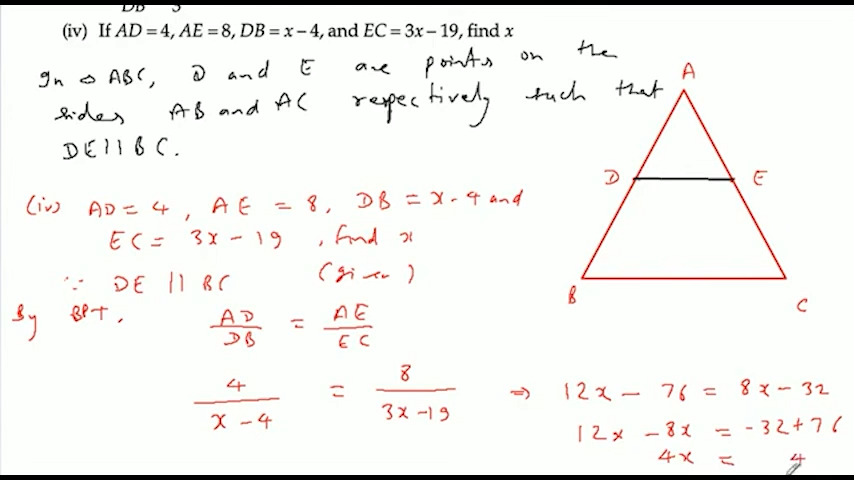 DB 3
(iv) If AD = 4, AE = 8, DB = x – 4, and EC = 3x – 19, find x
In △ ABC, D and E are points on the
sides AB and AC respectively such that
DE || BC.
A
D E
B C
(iv) AD = 4, AE = 8, DB = x - 4 and
EC = 3x - 19, find x
∵ DE || BC (given)
By BPT, AD/DB = AE/EC
4/(x - 4) = 8/(3x - 19) ⇒ 12x - 76 = 8x - 32
12x - 8x = -32 + 76
4x = 4